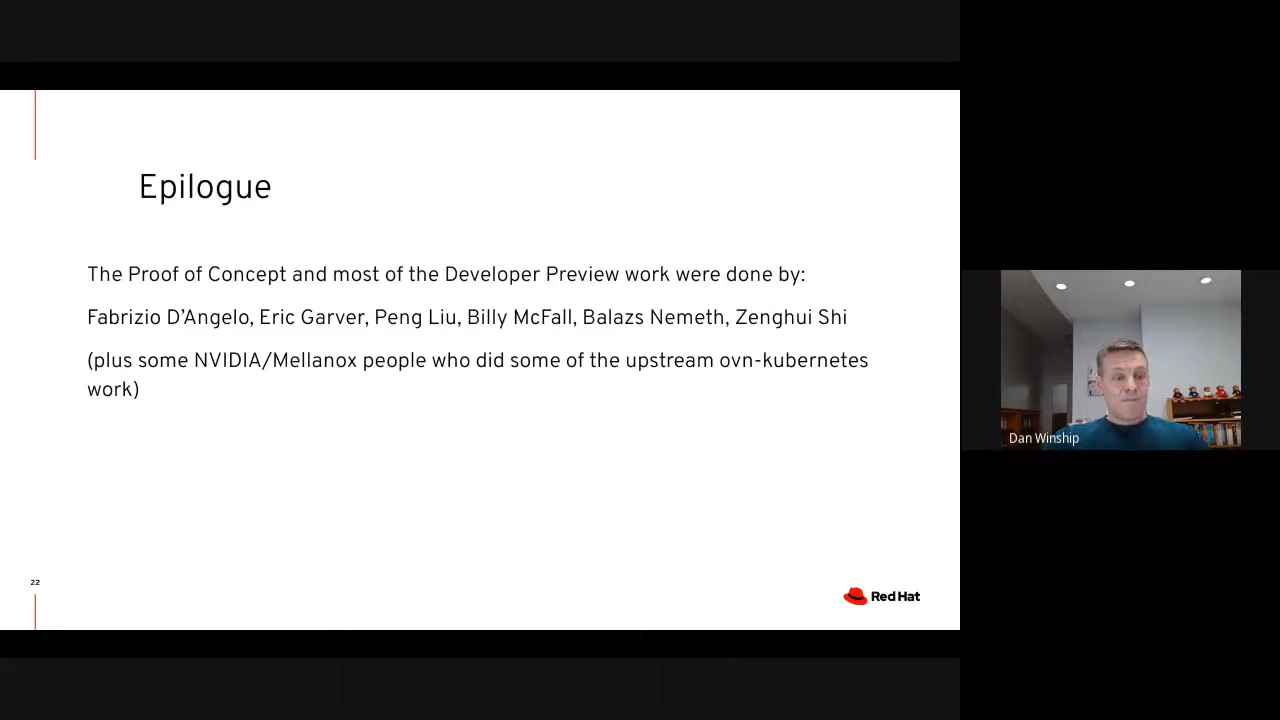 Epilogue
The Proof of Concept and most of the Developer Preview work were done by:
Fabrizio D’Angelo, Eric Garver, Peng Liu, Billy McFall, Balazs Nemeth, Zenghui Shi
(plus some NVIDIA/Mellanox people who did some of the upstream ovn-kubernetes
work)
Dan Winship
22
Red Hat